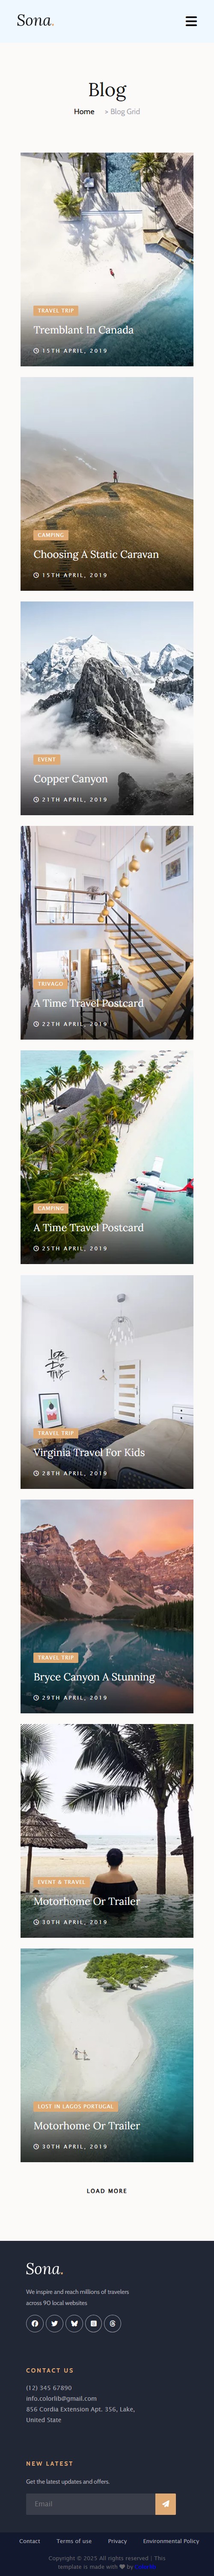 Sona.
Blog
Home » Blog Grid
TRAVEL TRIP
Tremblant In Canada
15TH APRIL, 2019
CAMPING
Choosing A Static Caravan
15TH APRIL, 2019
EVENT
Copper Canyon
21TH APRIL, 2019
TRIVAGO
A Time Travel Postcard
22TH APRIL, 2019
CAMPING
A Time Travel Postcard
25TH APRIL, 2019
TRAVEL TRIP
Virginia Travel For Kids
28TH APRIL, 2019
TRAVEL TRIP
Bryce Canyon A Stunning
29TH APRIL, 2019
EVENT & TRAVEL
Motorhome Or Trailer
30TH APRIL, 2019
LOST IN LAGOS PORTUGAL
Motorhome Or Trailer
30TH APRIL, 2019
LOAD MORE
Sona.
We inspire and reach millions of travelers
across 90 local websites
CONTACT US
(12) 345 67890
info.colorlib@gmail.com
856 Cordia Extension Apt. 356, Lake,
United State
NEW LATEST
Get the latest updates and offers.
Email
Contact Terms of use Privacy Environmental Policy
Copyright © 2025 All rights reserved | This
template is made with by